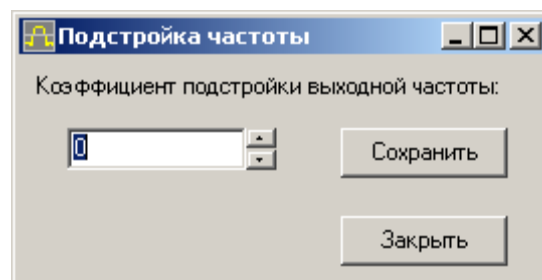 Подстройка частоты
Коэффициент подстройки выходной частоты:
0
Сохранить
Закрыть